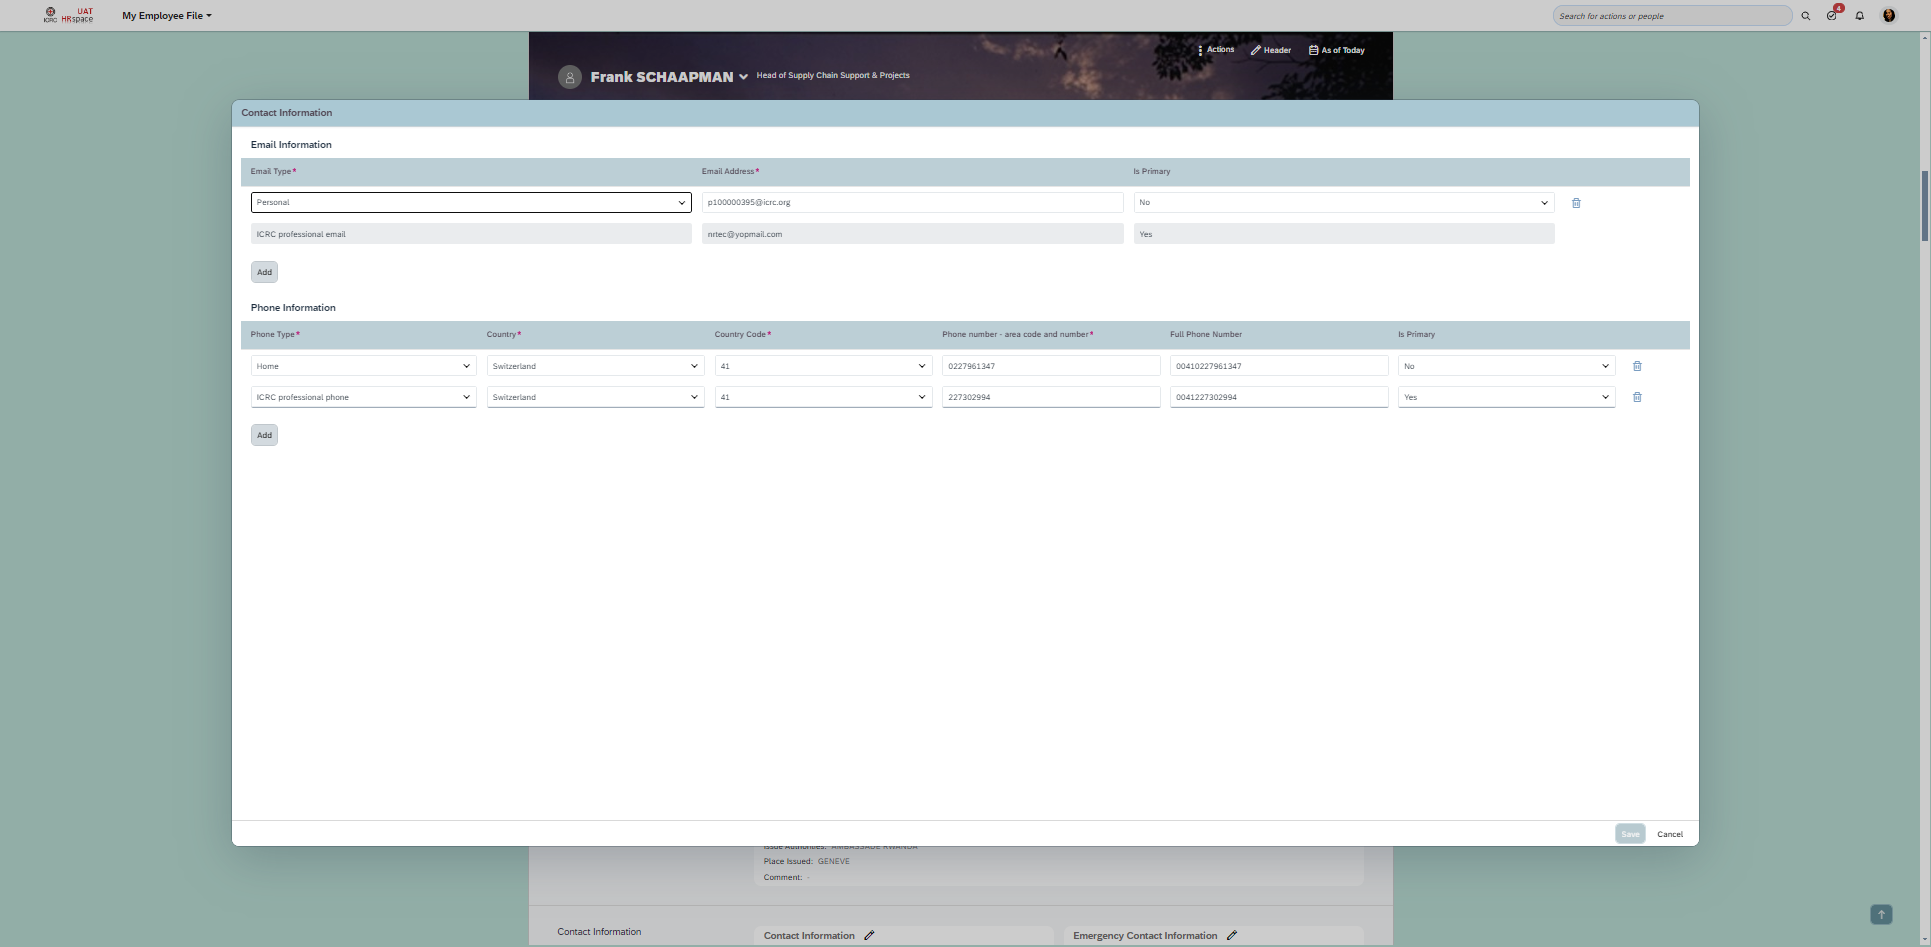 ICRC
UAT
HRspace
My Employee File
Search for actions or people
4
Actions
Header
As of Today
Frank SCHAAPMAN
Head of Supply Chain Support & Projects
Contact Information
Email Information
Email Type* Email Address* Is Primary
Personal p100000395@icrc.org No
ICRC professional email nrtec@yopmail.com Yes
Add
Phone Information
Phone Type* Country* Country Code* Phone number - area code and number* Full Phone Number Is Primary
Home Switzerland 41 0227961347 00410227961347 No
ICRC professional phone Switzerland 41 227302994 0041227302994 Yes
Add
Save Cancel
Issue Authorities: AMBASSADE RWANDA
Place Issued: GENEVE
Comment: -
Contact Information
Contact Information
Emergency Contact Information